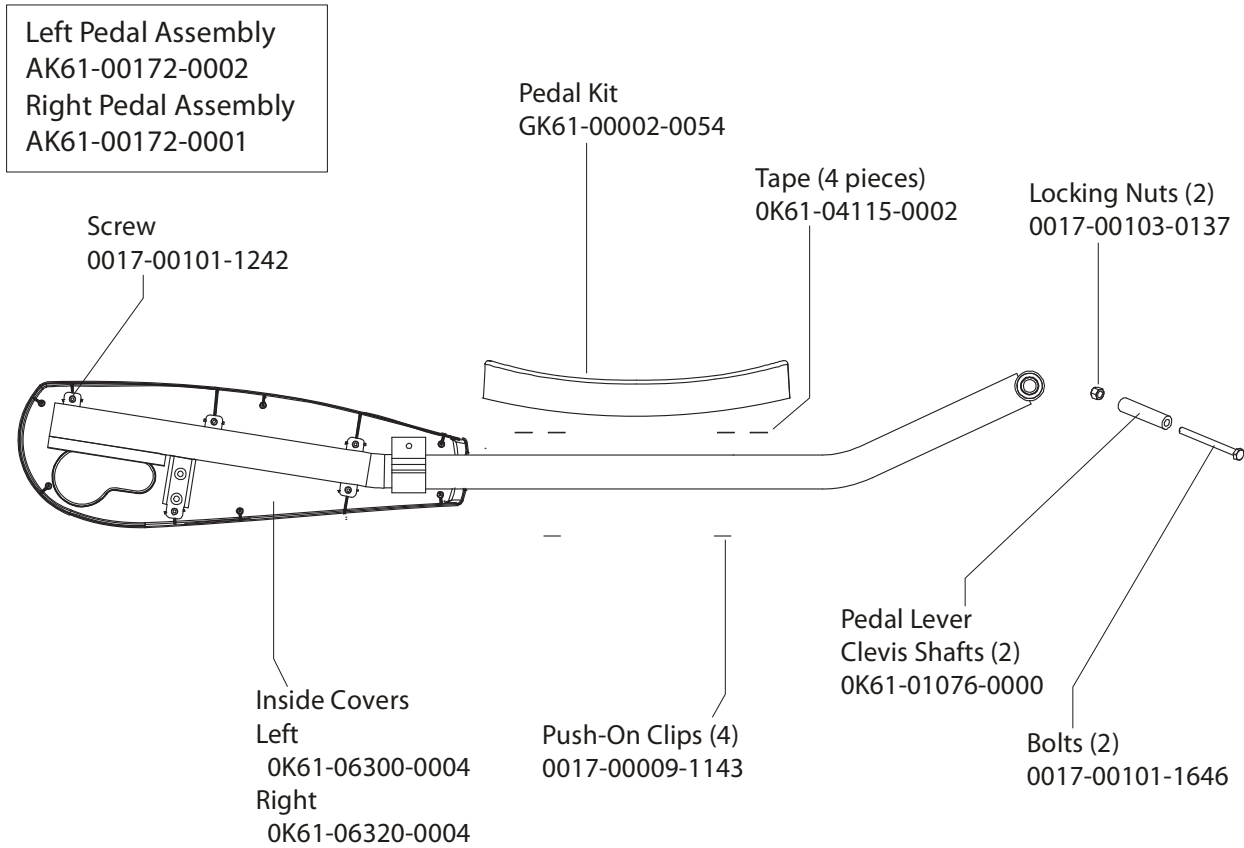 Left Pedal Assembly
AK61-00172-0002
Right Pedal Assembly
AK61-00172-0001
Pedal Kit
GK61-00002-0054
Tape (4 pieces)
0K61-04115-0002
Locking Nuts (2)
0017-00103-0137
Screw
0017-00101-1242
Pedal Lever
Clevis Shafts (2)
0K61-01076-0000
Inside Covers
Left
0K61-06300-0004
Right
0K61-06320-0004
Push-On Clips (4)
0017-00009-1143
Bolts (2)
0017-00101-1646